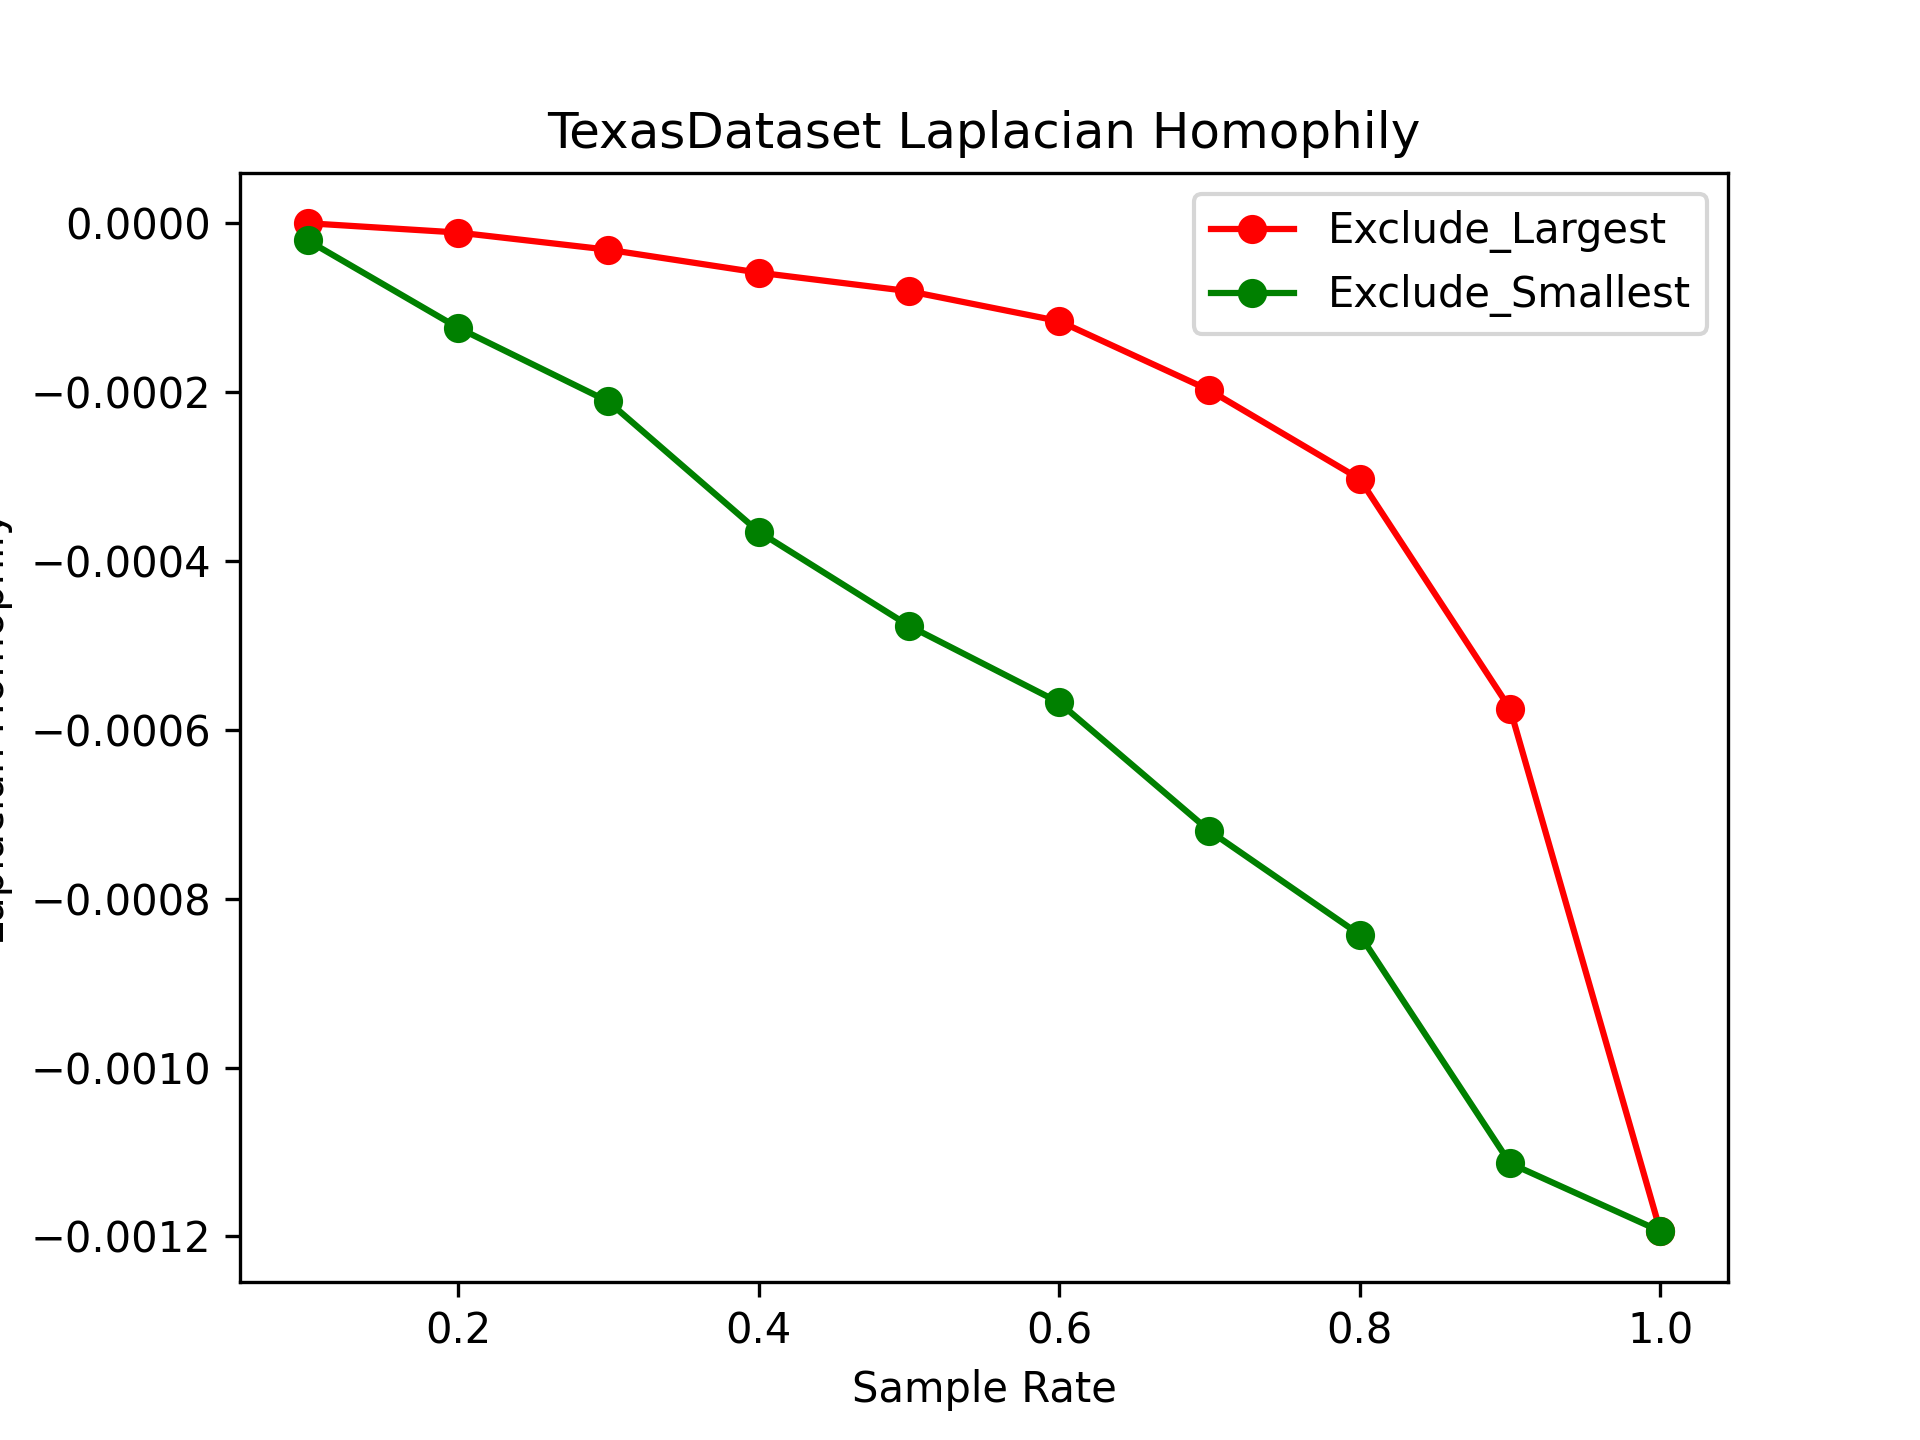 TexasDataset Laplacian Homophily
Exclude_Largest
Exclude_Smallest
0.0000
−0.0002
−0.0004
−0.0006
−0.0008
−0.0010
−0.0012
0.2 0.4 0.6 0.8 1.0
Sample Rate